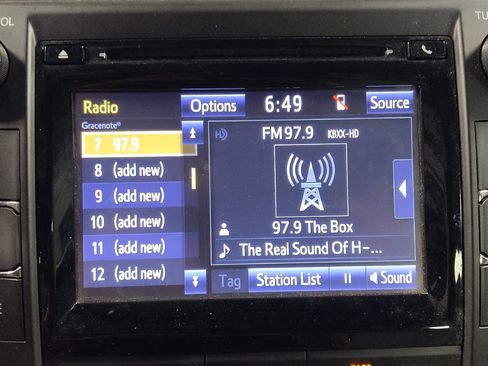 Radio
Options
6:49
Source
Gracenote®
7 97.9
8 (add new)
9 (add new)
10 (add new)
11 (add new)
12 (add new)
HD
FM 97.9 KBXX-HD
97.9 The Box
The Real Sound Of H-...
Tag
Station List
Sound